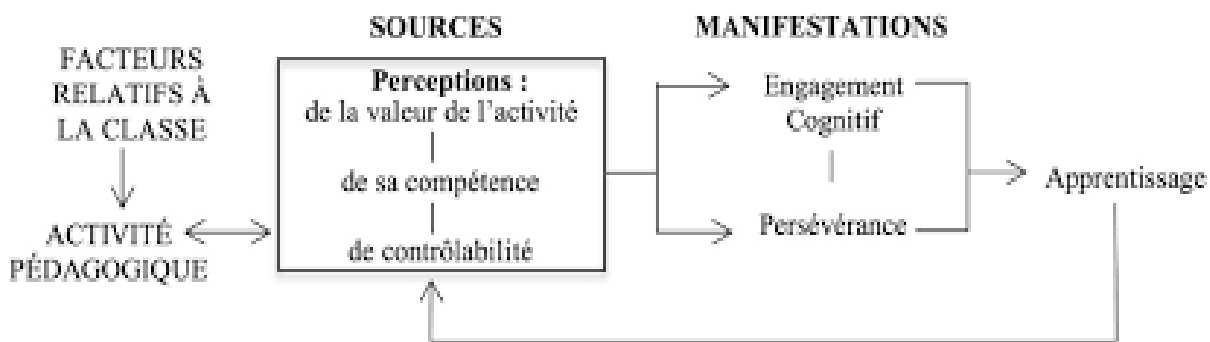 SOURCES
MANIFESTATIONS
FACTEURS
RELATIFS À
LA CLASSE
ACTIVITÉ
PÉDAGOGIQUE
Perceptions :
de la valeur de l'activité
de sa compétence
de contrôlabilité
Engagement
Cognitif
Persévérance
Apprentissage